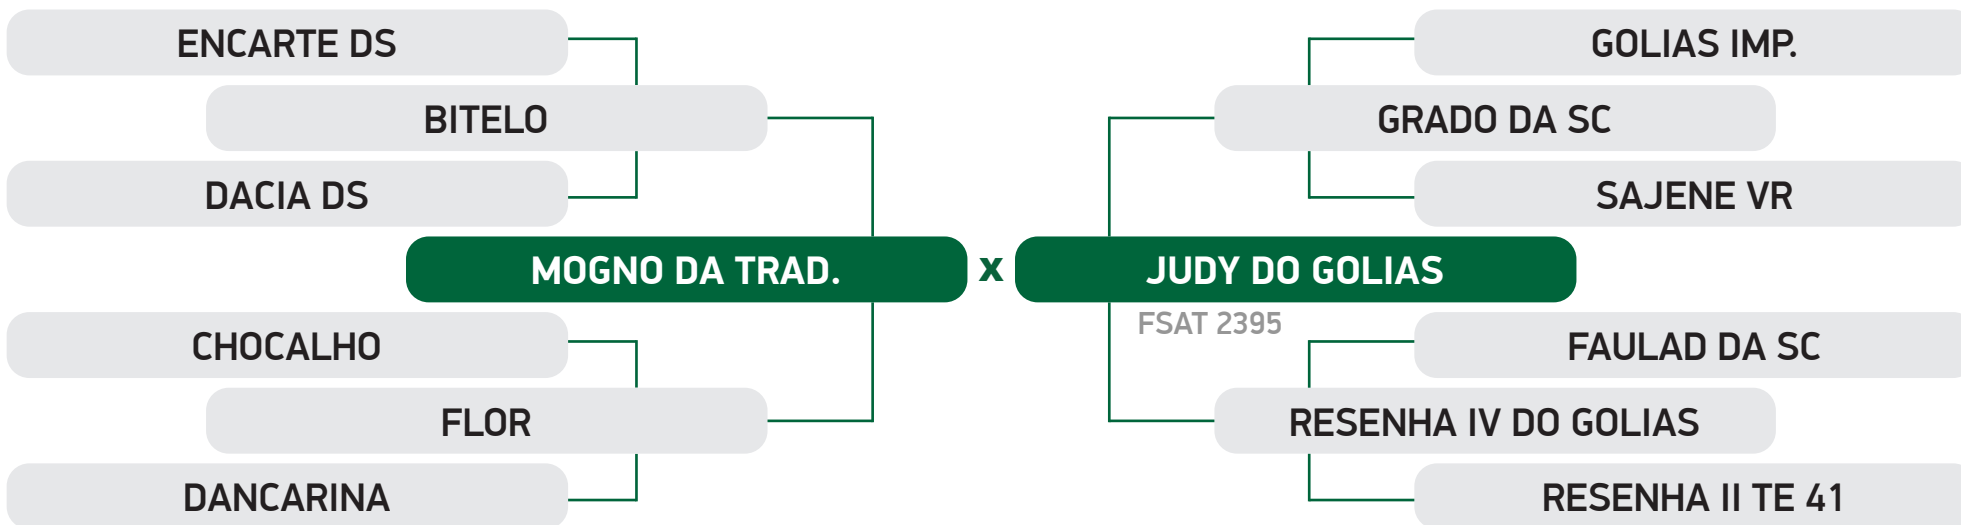 ENCARTE DS
BITELO
DACIA DS
MOGNO DA TRAD.
CHOCALHO
FLOR
DANCARINA
x
GOLIAS IMP.
GRADO DA SC
SAJENE VR
JUDY DO GOLIAS
FSAT 2395
FAULAD DA SC
RESENHA IV DO GOLIAS
RESENHA II TE 41